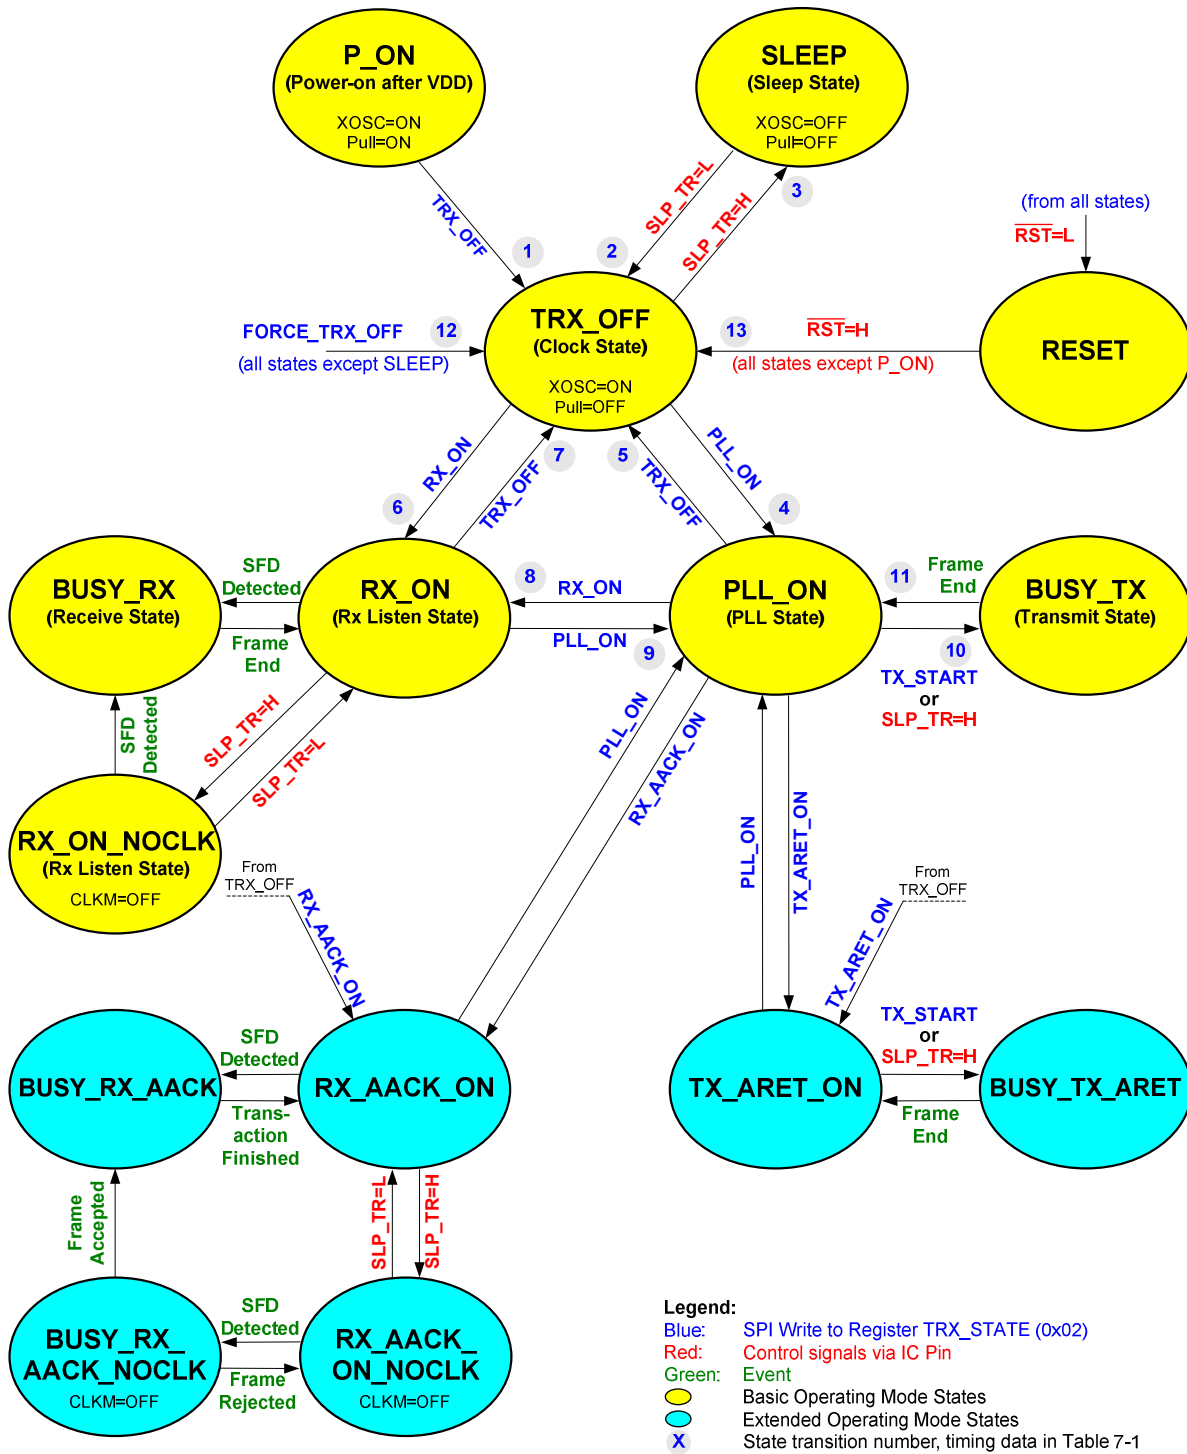 P_ON
(Power-on after VDD)
XOSC=ON
Pull=ON
SLEEP
(Sleep State)
XOSC=OFF
Pull=OFF
TRX_OFF
1
SLP_TR=L
2
SLP_TR=H
3
(from all states)
RST=L
FORCE_TRX_OFF
12
(all states except SLEEP)
TRX_OFF
(Clock State)
XOSC=ON
Pull=OFF
13
RST=H
(all states except P_ON)
RESET
RX_ON
6
TRX_OFF
7
5
TRX_OFF
PLL_ON
4
BUSY_RX
(Receive State)
SFD
Detected
Frame
End
RX_ON
(Rx Listen State)
8
RX_ON
PLL_ON
9
PLL_ON
(PLL State)
11
Frame
End
10
TX_START
or
SLP_TR=H
BUSY_TX
(Transmit State)
SFD
Detected
SLP_TR=H
SLP_TR=L
PLL_ON
RX_AACK_ON
PLL_ON
TX_ARET_ON
RX_ON_NOCLK
(Rx Listen State)
CLKM=OFF
From
TRX_OFF
RX_AACK_ON
From
TRX_OFF
TX_ARET_ON
BUSY_RX_AACK
SFD
Detected
Trans-
action
Finished
RX_AACK_ON
TX_ARET_ON
TX_START
or
SLP_TR=H
Frame
End
BUSY_TX_ARET
Frame
Accepted
SLP_TR=L
SLP_TR=H
BUSY_RX_
AACK_NOCLK
CLKM=OFF
SFD
Detected
Frame
Rejected
RX_AACK_
ON_NOCLK
CLKM=OFF
Legend:
Blue: SPI Write to Register TRX_STATE (0x02)
Red: Control signals via IC Pin
Green: Event
Basic Operating Mode States
Extended Operating Mode States
X State transition number, timing data in Table 7-1